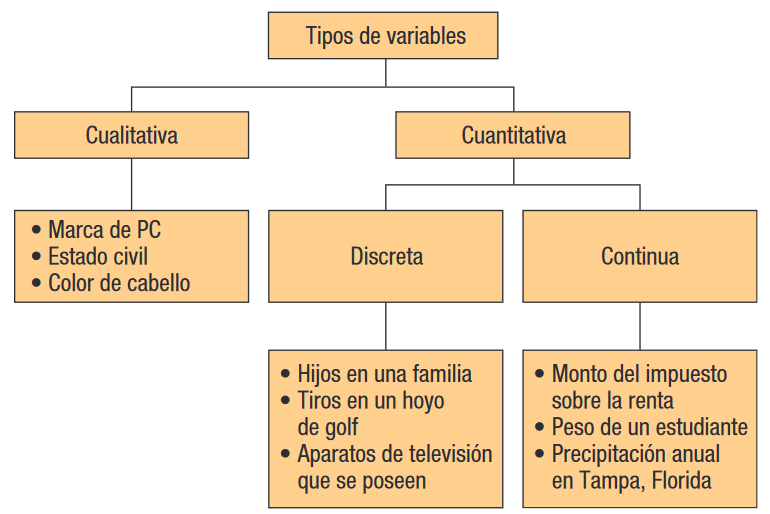 Tipos de variables
Cualitativa
Cuantitativa
• Marca de PC
• Estado civil
• Color de cabello
Discreta
Continua
• Hijos en una familia
• Tiros en un hoyo
de golf
• Aparatos de televisión
que se poseen
• Monto del impuesto
sobre la renta
• Peso de un estudiante
• Precipitación anual
en Tampa, Florida